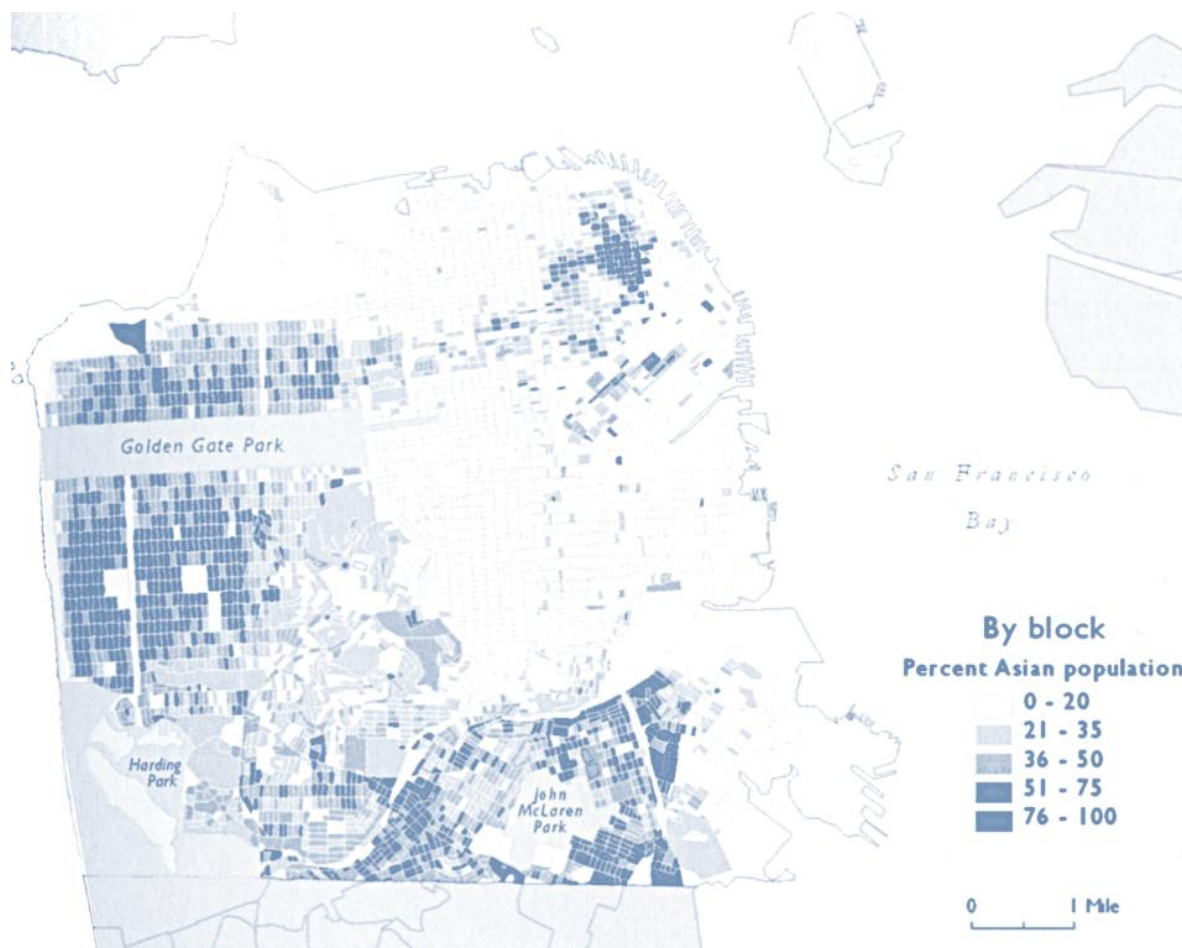 Golden Gate Park
San Francisco
Bay
By block
Percent Asian population
0 - 20
21 - 35
36 - 50
51 - 75
76 - 100
Harding
Park
John
McLaren
Park
0 1 Mile